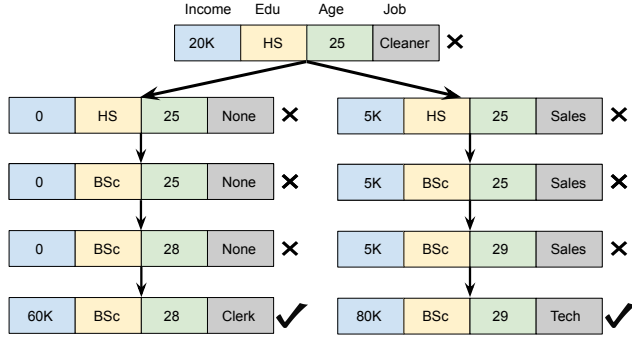 Income Edu Age Job
20K HS 25 Cleaner
0 HS 25 None
5K HS 25 Sales
0 BSc 25 None
5K BSc 25 Sales
0 BSc 28 None
5K BSc 29 Sales
60K BSc 28 Clerk
80K BSc 29 Tech